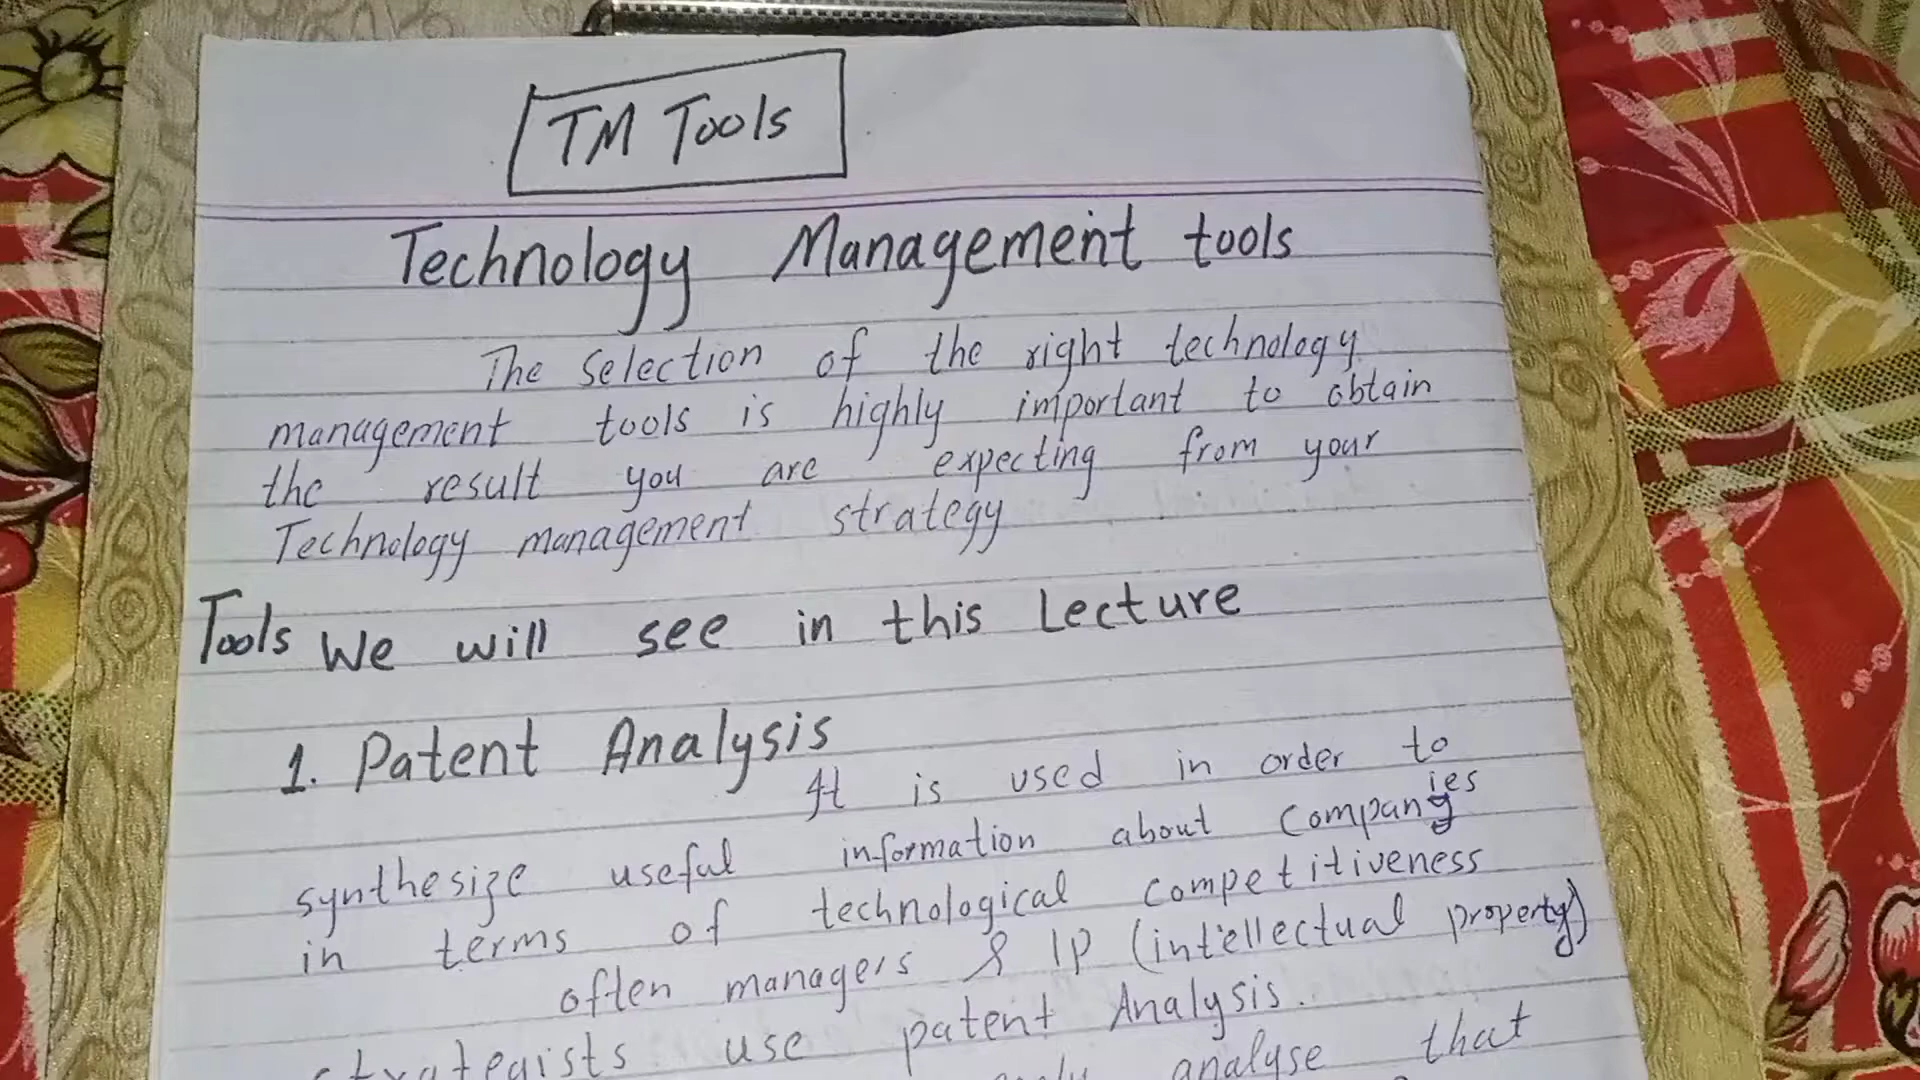 TM Tools
Technology Management tools
The selection of the right technology
management tools is highly important to obtain
the result you are expecting from your
Technology management strategy
Tools We will see in this Lecture
1. Patent Analysis
It is used in order to
synthesize useful information about Companies
in terms of technological competitiveness
often managers & IP (intellectual property)
strategists use patent Analysis.
analyse that